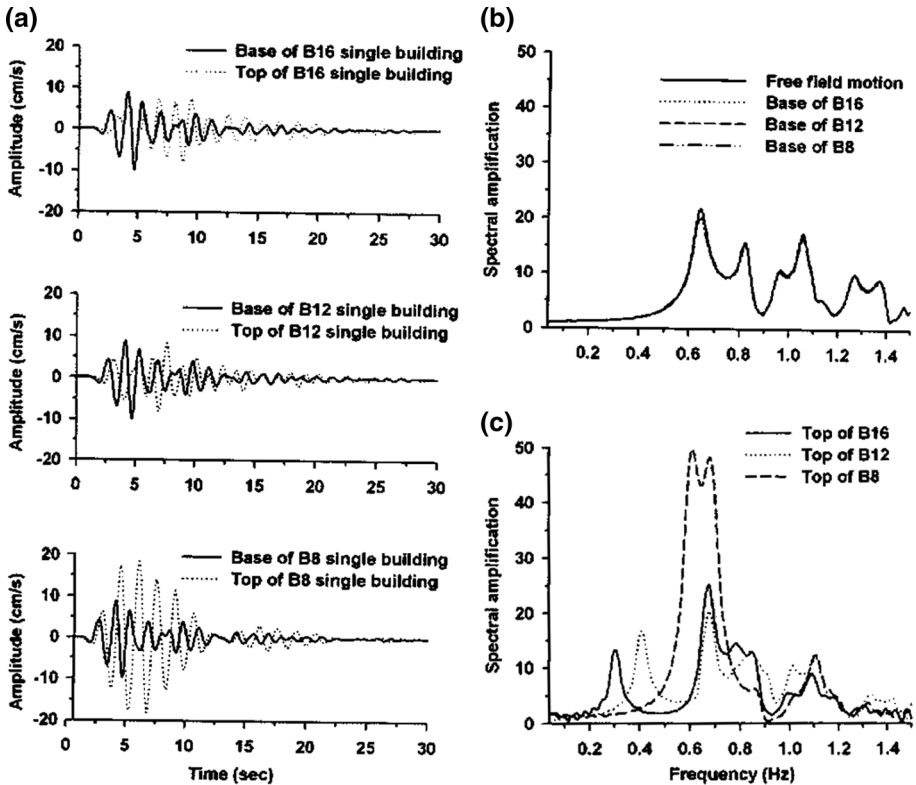 (a)
20
10
0
-10
-20
Amplitude (cm/s)
Base of B16 single building
Top of B16 single building
0 5 10 15 20 25 30
20
10
0
-10
-20
Amplitude (cm/s)
Base of B12 single building
Top of B12 single building
0 5 10 15 20 25 30
20
10
0
-10
-20
Amplitude (cm/s)
Base of B8 single building
Top of B8 single building
0 5 10 15 20 25 30
Time (sec)
(b)
50
40
30
20
10
0
Spectral amplification
Free field motion
Base of B16
Base of B12
Base of B8
0.2 0.4 0.6 0.8 1.0 1.2 1.4
(c)
50
40
30
20
10
0
Spectral amplification
Top of B16
Top of B12
Top of B8
0.2 0.4 0.6 0.8 1.0 1.2 1.4
Frequency (Hz)